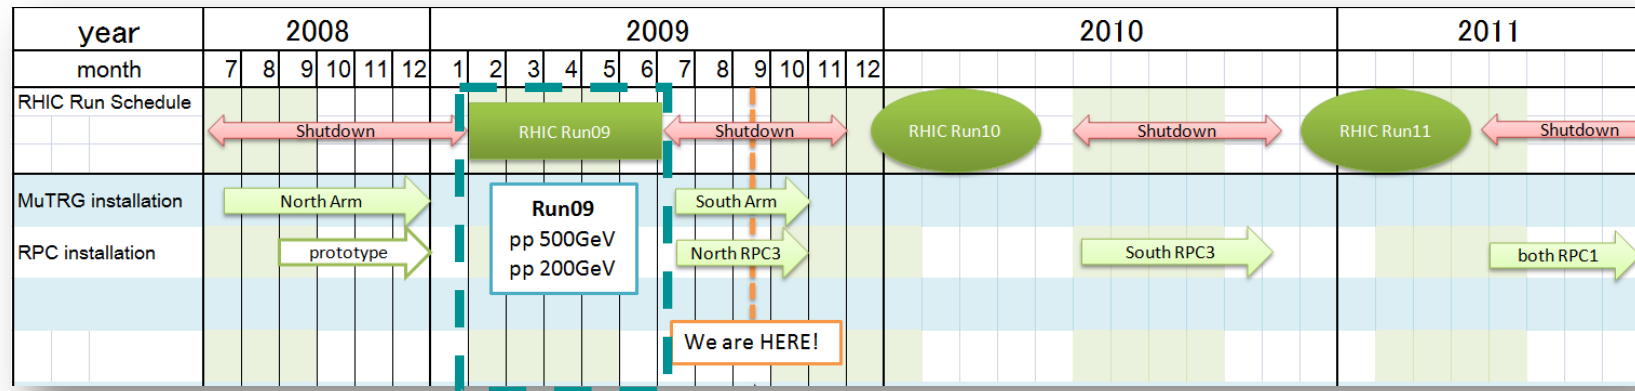 year 2008 2009 2010 2011
month 7 8 9 10 11 12 1 2 3 4 5 6 7 8 9 10 11 12
RHIC Run Schedule
Shutdown RHIC Run09 Shutdown RHIC Run10 Shutdown RHIC Run11 Shutdown
MuTRG installation North Arm South Arm
Run09
pp 500GeV
pp 200GeV
RPC installation prototype North RPC3 South RPC3 both RPC1
We are HERE!